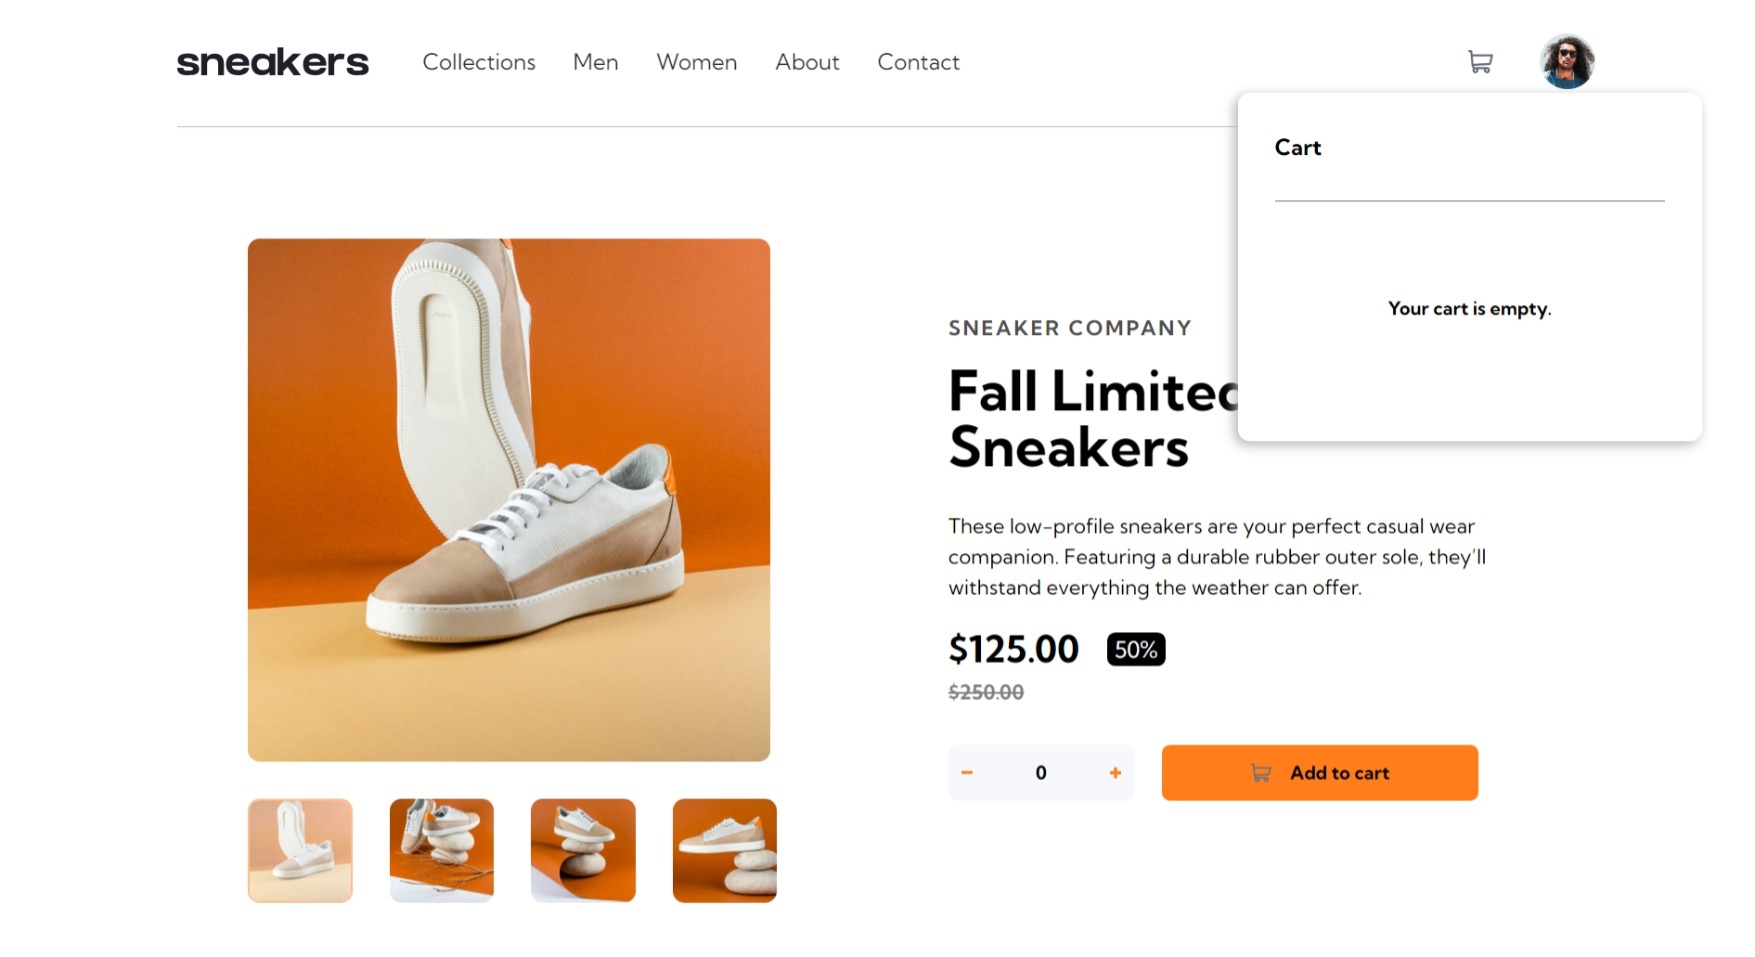 sneakers
Collections
Men
Women
About
Contact
Cart
Your cart is empty.
SNEAKER COMPANY
Fall Limited
Sneakers
These low-profile sneakers are your perfect casual wear
companion. Featuring a durable rubber outer sole, they'll
withstand everything the weather can offer.
$125.00 50%
$250.00
- 0 +
Add to cart